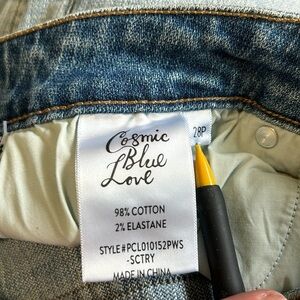 Cosmic
Blue
Love
28P
98% COTTON
2% ELASTANE
STYLE#PCL010152PWS
-SCTRY
MADE IN CHINA